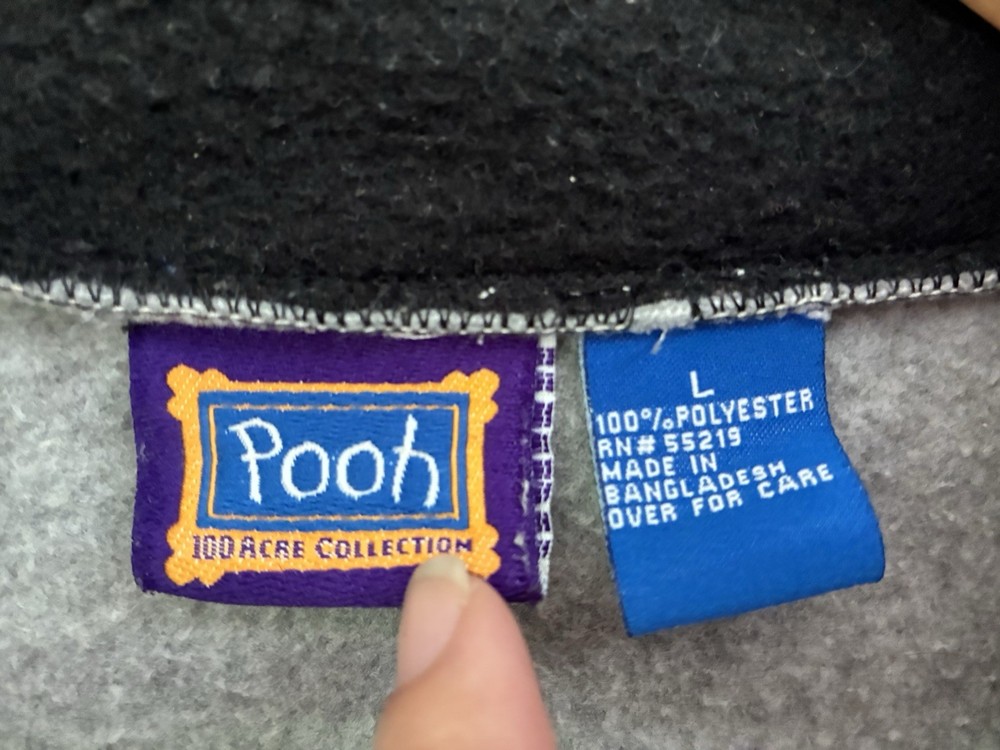 Pooh
100 ACRE COLLECTION
L
100% POLYESTER
RN# 55219
MADE IN
BANGLADESH
OVER FOR CARE